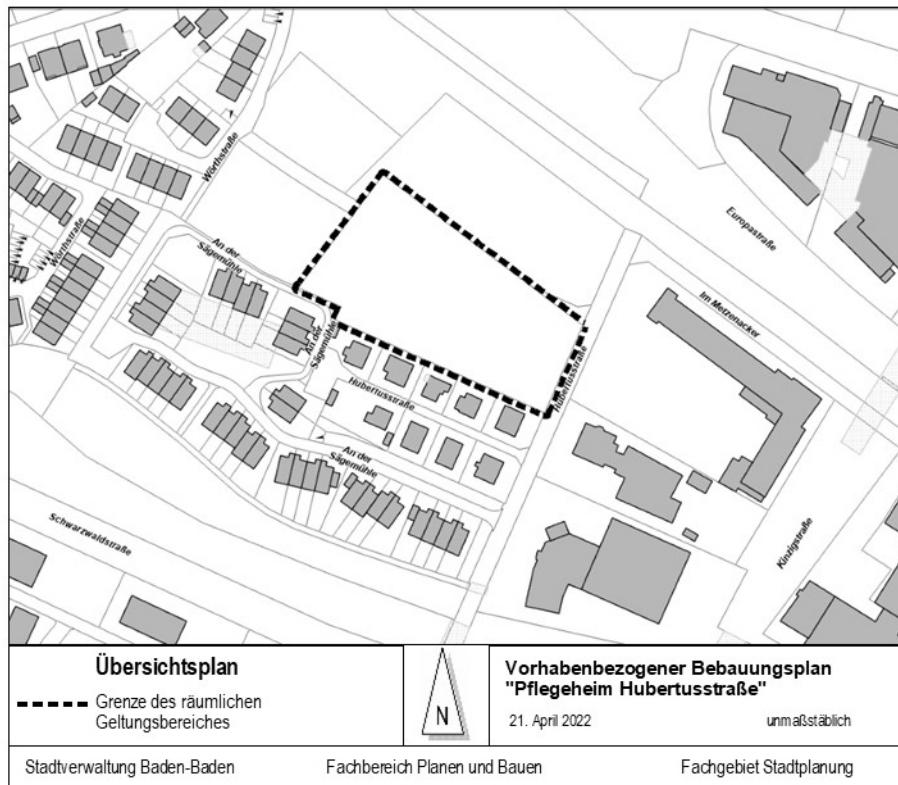 Wörthstraße
Wörthstraße
An der
Sägemühle
An der
Sägemühle
Hubertusstraße
Hubertusstraße
An der
Sägemühle
Schwarzwaldstraße
Europastraße
Im Metzenacker
Kinzigstraße
Übersichtsplan
Grenze des räumlichen
Geltungsbereiches
N
Vorhabenbezogener Bebauungsplan
"Pflegeheim Hubertusstraße"
21. April 2022 unmaßstäblich
Stadtverwaltung Baden-Baden Fachbereich Planen und Bauen Fachgebiet Stadtplanung